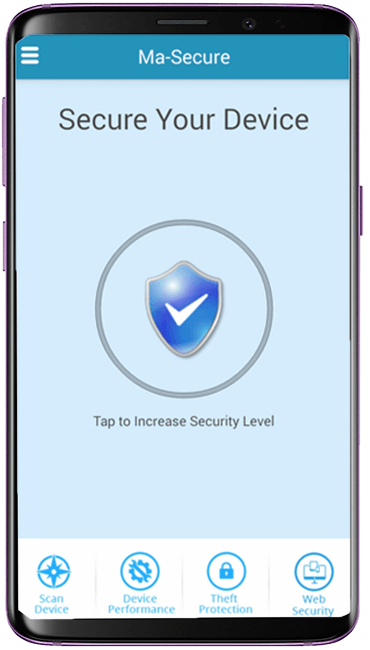 Ma-Secure
Secure Your Device
Tap to Increase Security Level
Scan
Device
Device
Performance
Theft
Protection
Web
Security